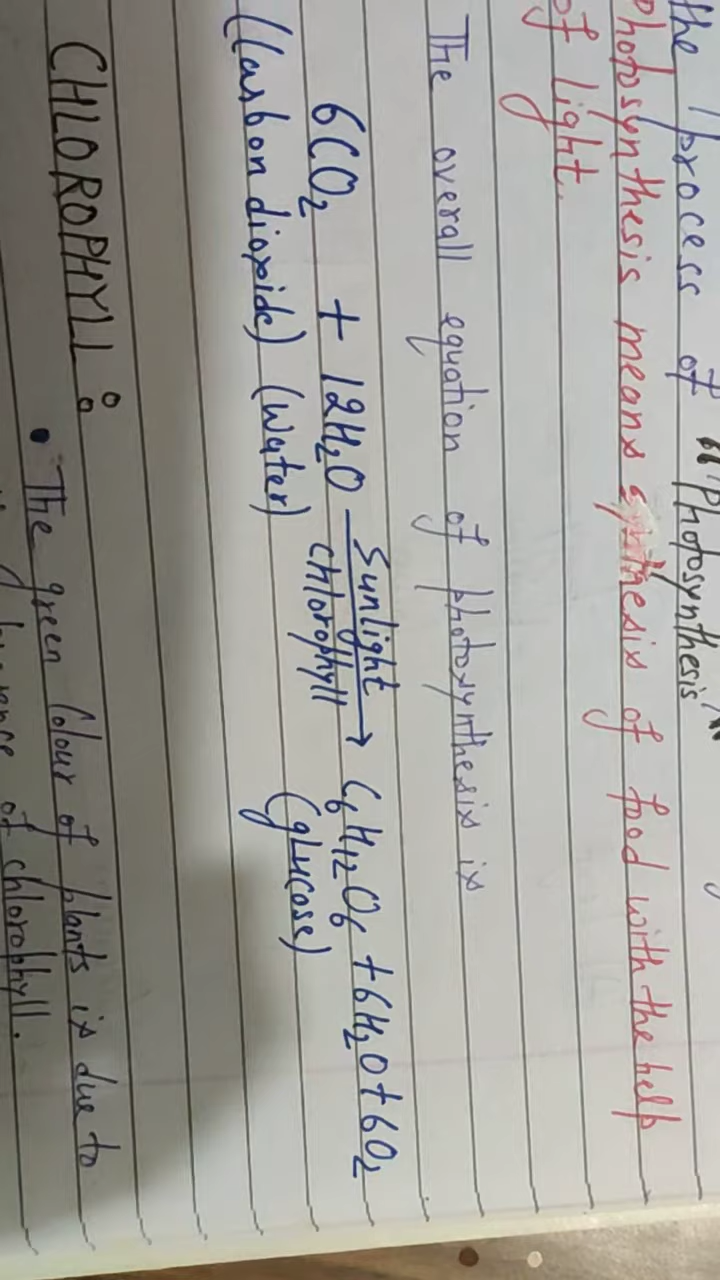 the process of "Photosynthesis"
photosynthesis means synthesis of food with the help
of light.
The overall equation of photosynthesis is
6CO₂ + 12H₂O Sunlight → C₆H₁₂O₆ + 6H₂O + 6O₂
chlorophyll
(Carbon dioxide) (Water) (glucose)
CHLOROPHYLL :
• The green Colour of plants is due to
of chlorophyll.